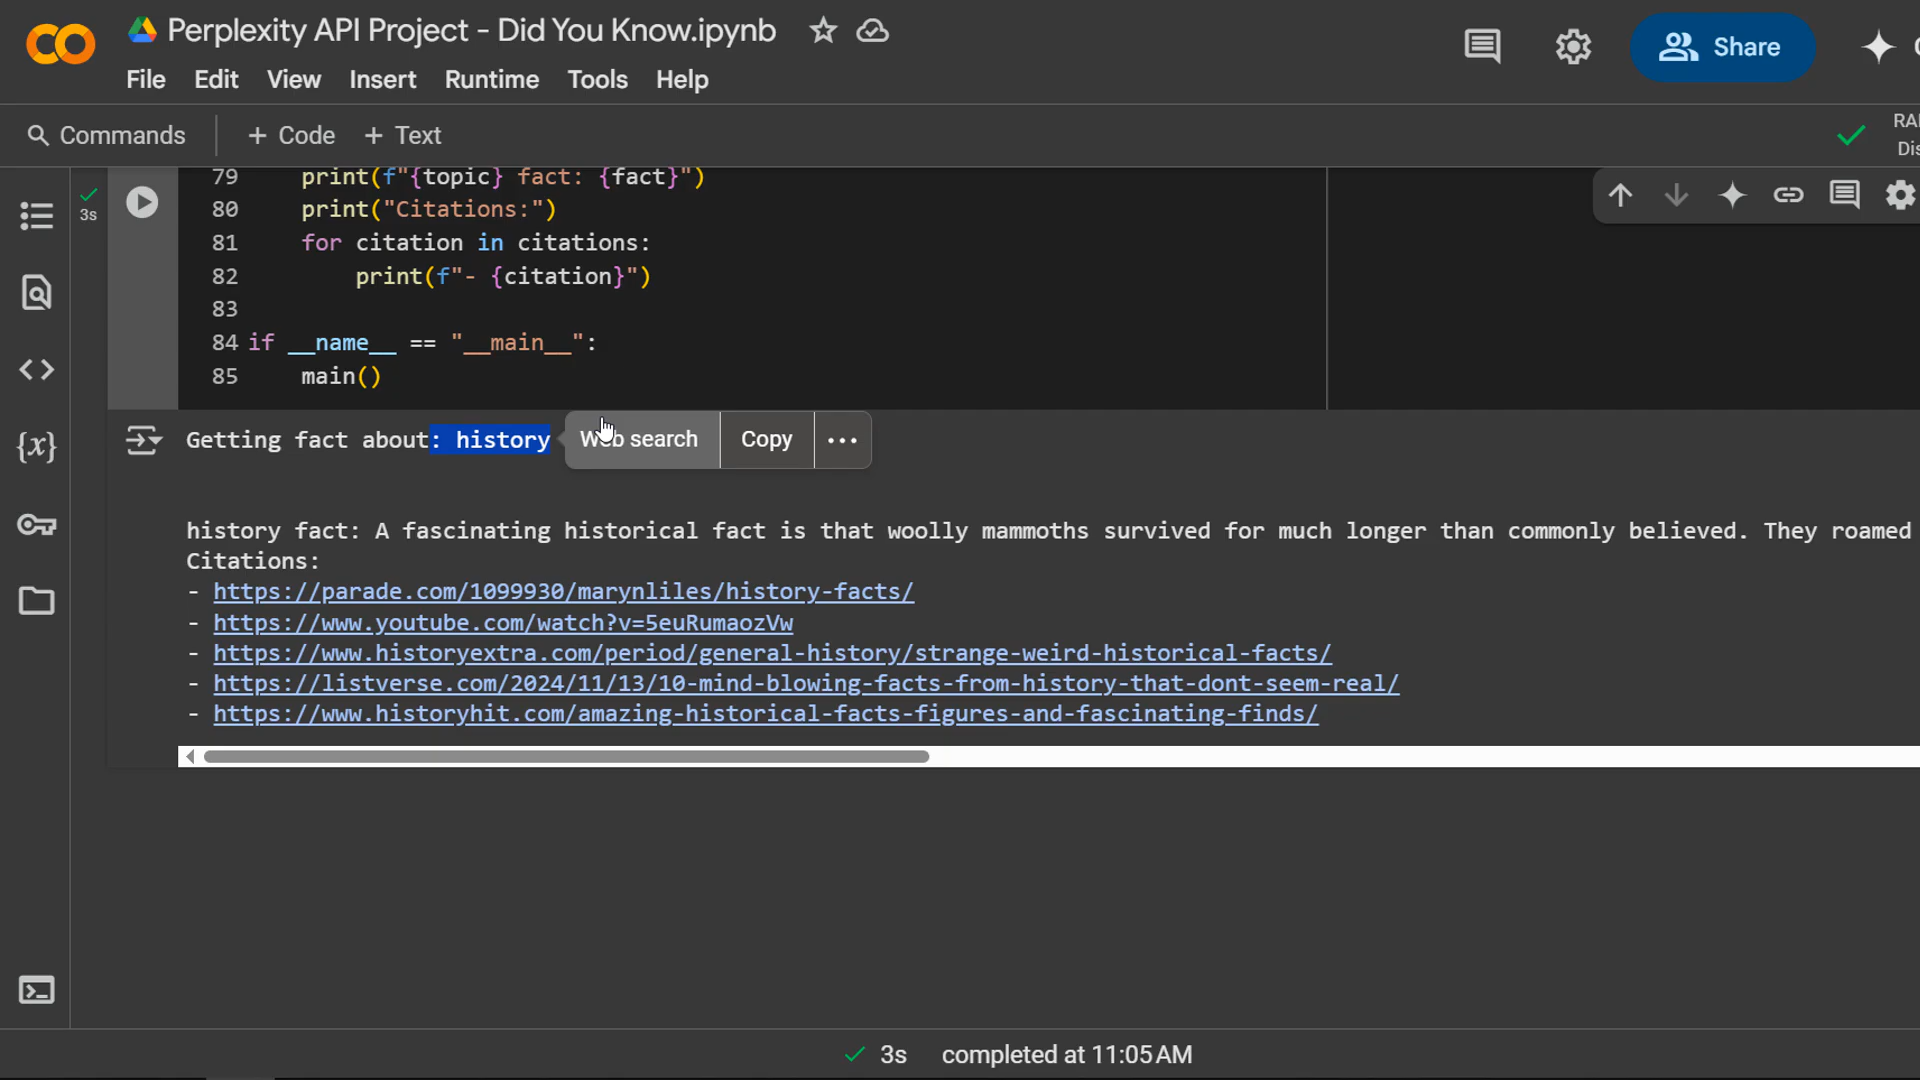 Perplexity API Project - Did You Know.ipynb
Share
File Edit View Insert Runtime Tools Help
Commands + Code + Text
79 print(f"{topic} fact: {fact}")
80 print("Citations:")
81 for citation in citations:
82 print(f"- {citation}")
83
84 if __name__ == "__main__":
85 main()
3s
Getting fact about: history
Web search Copy
history fact: A fascinating historical fact is that woolly mammoths survived for much longer than commonly believed. They roamed
Citations:
- https://parade.com/1099930/marynliles/history-facts/
- https://www.youtube.com/watch?v=5euRumaozVw
- https://www.historyextra.com/period/general-history/strange-weird-historical-facts/
- https://listverse.com/2024/11/13/10-mind-blowing-facts-from-history-that-dont-seem-real/
- https://www.historyhit.com/amazing-historical-facts-figures-and-fascinating-finds/
3s completed at 11:05 AM